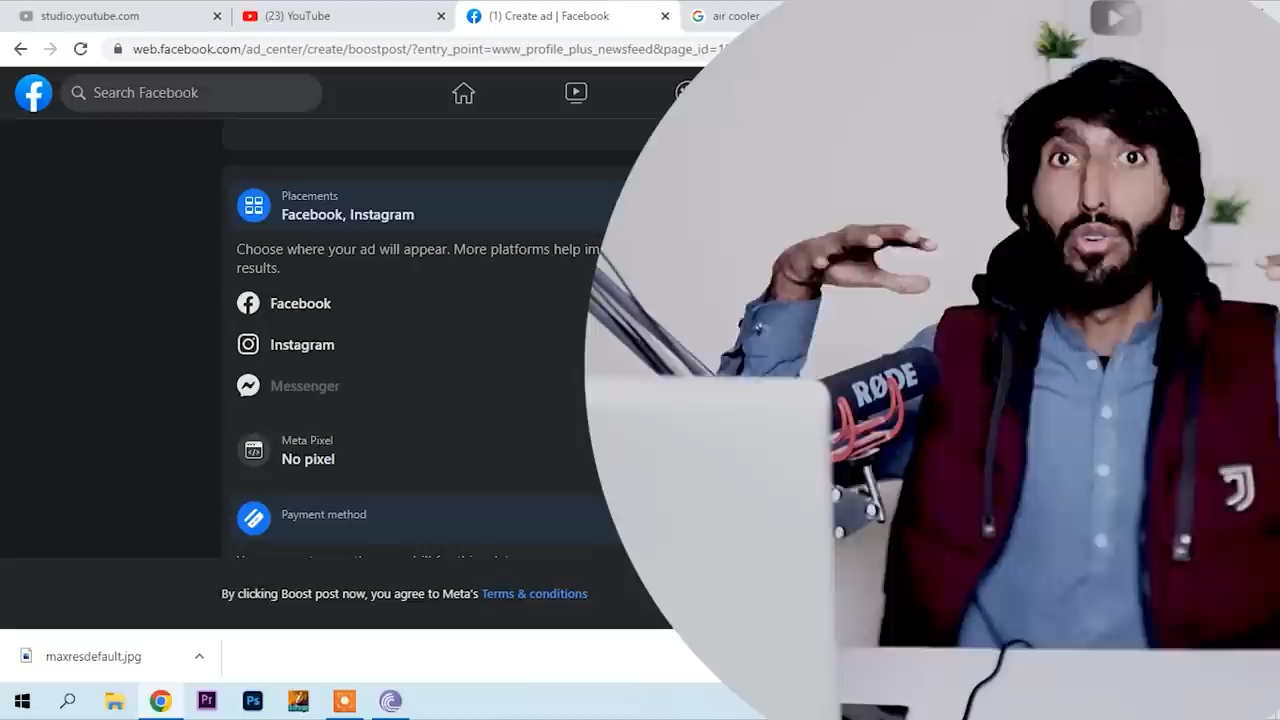 studio.youtube.com
(23) YouTube
(1) Create ad | Facebook
air cooler
web.facebook.com/ad_center/create/boostpost/?entry_point=www_profile_plus_newsfeed&page_id=1
Search Facebook
Placements
Facebook, Instagram
Choose where your ad will appear. More platforms help im
results.
Facebook
Instagram
Messenger
Meta Pixel
No pixel
Payment method
By clicking Boost post now, you agree to Meta's Terms & conditions
maxresdefault.jpg
Pr
Ps
RØDE